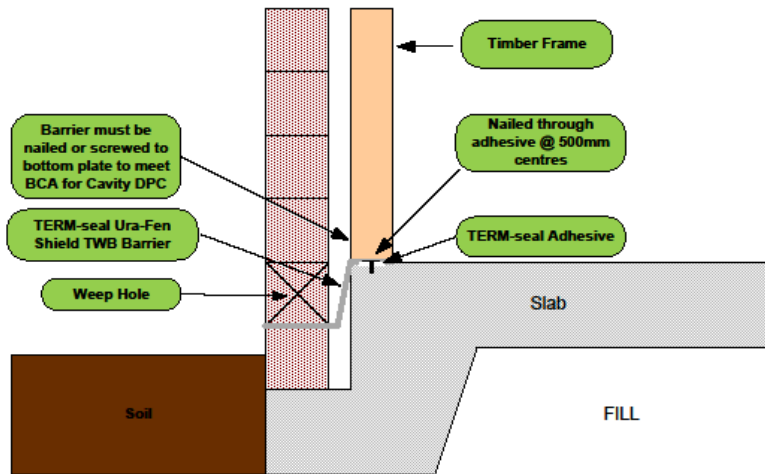 Timber Frame
Barrier must be
nailed or screwed to
bottom plate to meet
BCA for Cavity DPC
Nailed through
adhesive @ 500mm
centres
TERM-seal Ura-Fen
Shield TWB Barrier
TERM-seal Adhesive
Weep Hole
Slab
Soil
FILL